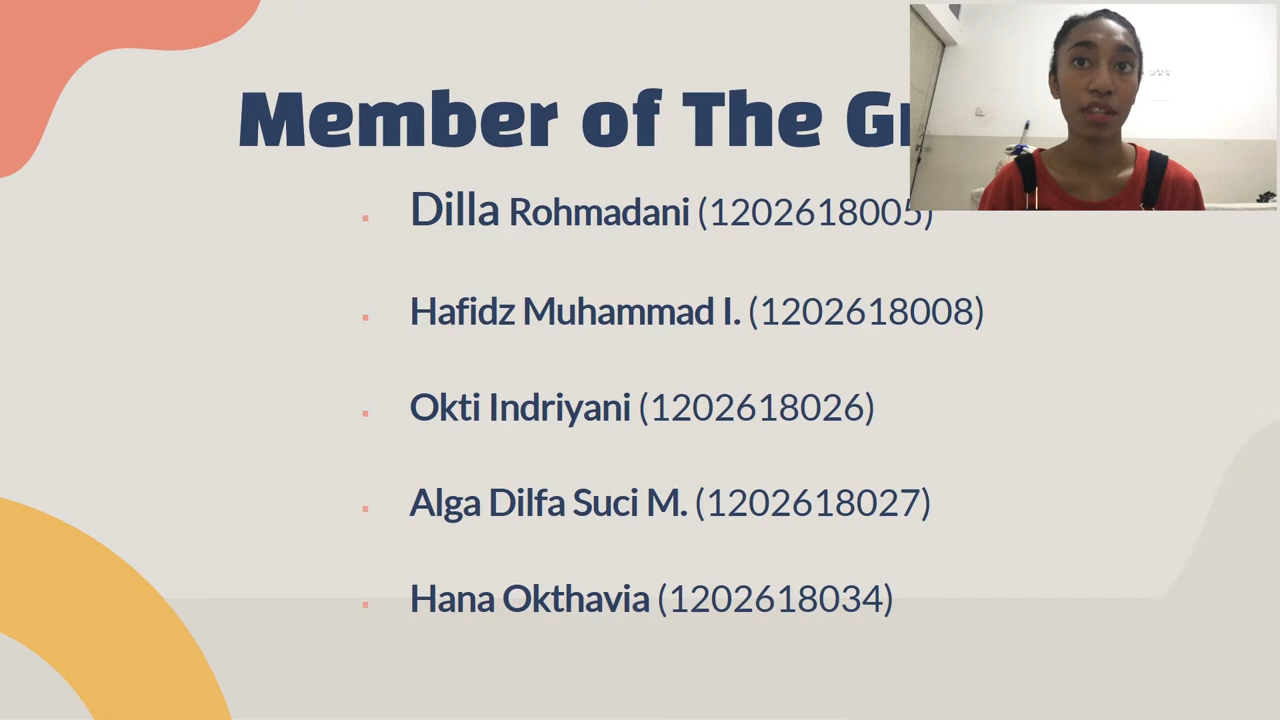 Member of The Gr
Dilla Rohmadani (1202618005)
Hafidz Muhammad I. (1202618008)
Okti Indriyani (1202618026)
Alga Dilfa Suci M. (1202618027)
Hana Okthavia (1202618034)